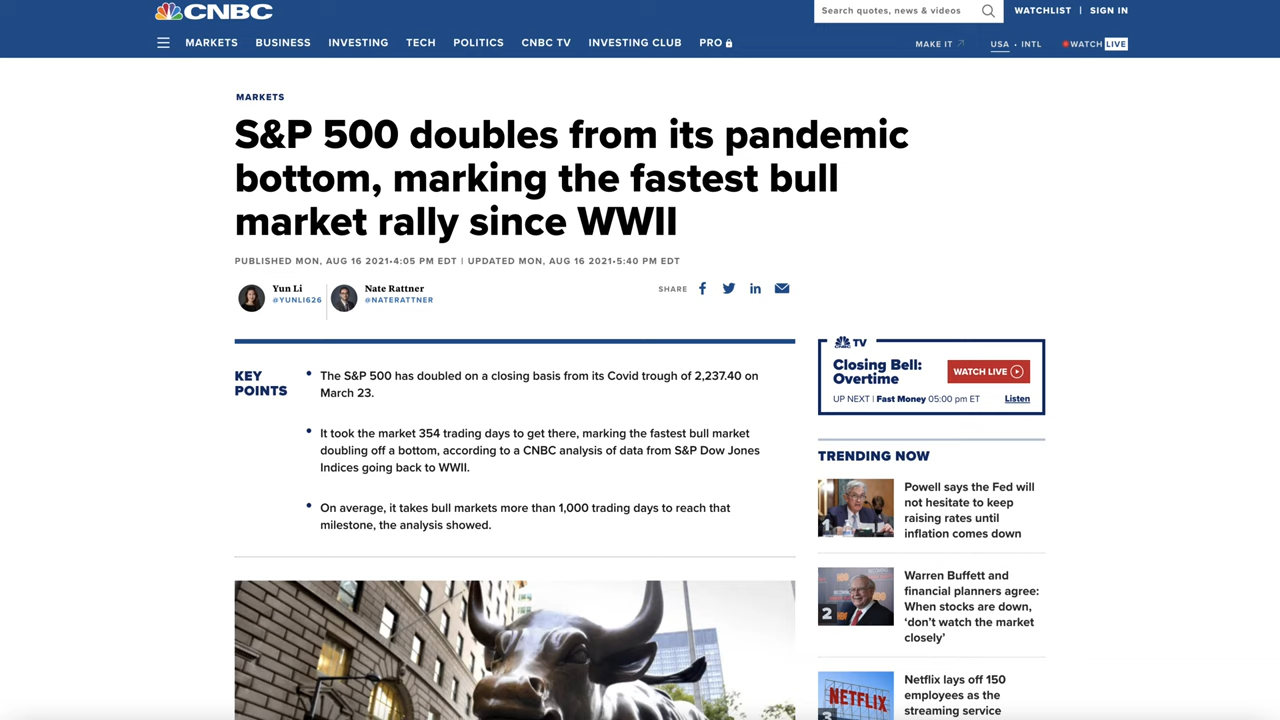 CNBC
Search quotes, news & videos
WATCHLIST | SIGN IN
MARKETS BUSINESS INVESTING TECH POLITICS CNBC TV INVESTING CLUB PRO
MAKE IT USA • INTL WATCH LIVE
MARKETS
S&P 500 doubles from its pandemic
bottom, marking the fastest bull
market rally since WWII
PUBLISHED MON, AUG 16 2021•4:05 PM EDT | UPDATED MON, AUG 16 2021•5:40 PM EDT
Yun Li
@YUNLI626
Nate Rattner
@NATERATTNER
SHARE
KEY
POINTS
• The S&P 500 has doubled on a closing basis from its Covid trough of 2,237.40 on
March 23.
• It took the market 354 trading days to get there, marking the fastest bull market
doubling off a bottom, according to a CNBC analysis of data from S&P Dow Jones
Indices going back to WWII.
• On average, it takes bull markets more than 1,000 trading days to reach that
milestone, the analysis showed.
CNBC TV
Closing Bell:
Overtime
WATCH LIVE
UP NEXT | Fast Money 05:00 pm ET
Listen
TRENDING NOW
1
Powell says the Fed will
not hesitate to keep
raising rates until
inflation comes down
2
Warren Buffett and
financial planners agree:
When stocks are down,
‘don’t watch the market
closely’
NETFLIX
3
Netflix lays off 150
employees as the
streaming service